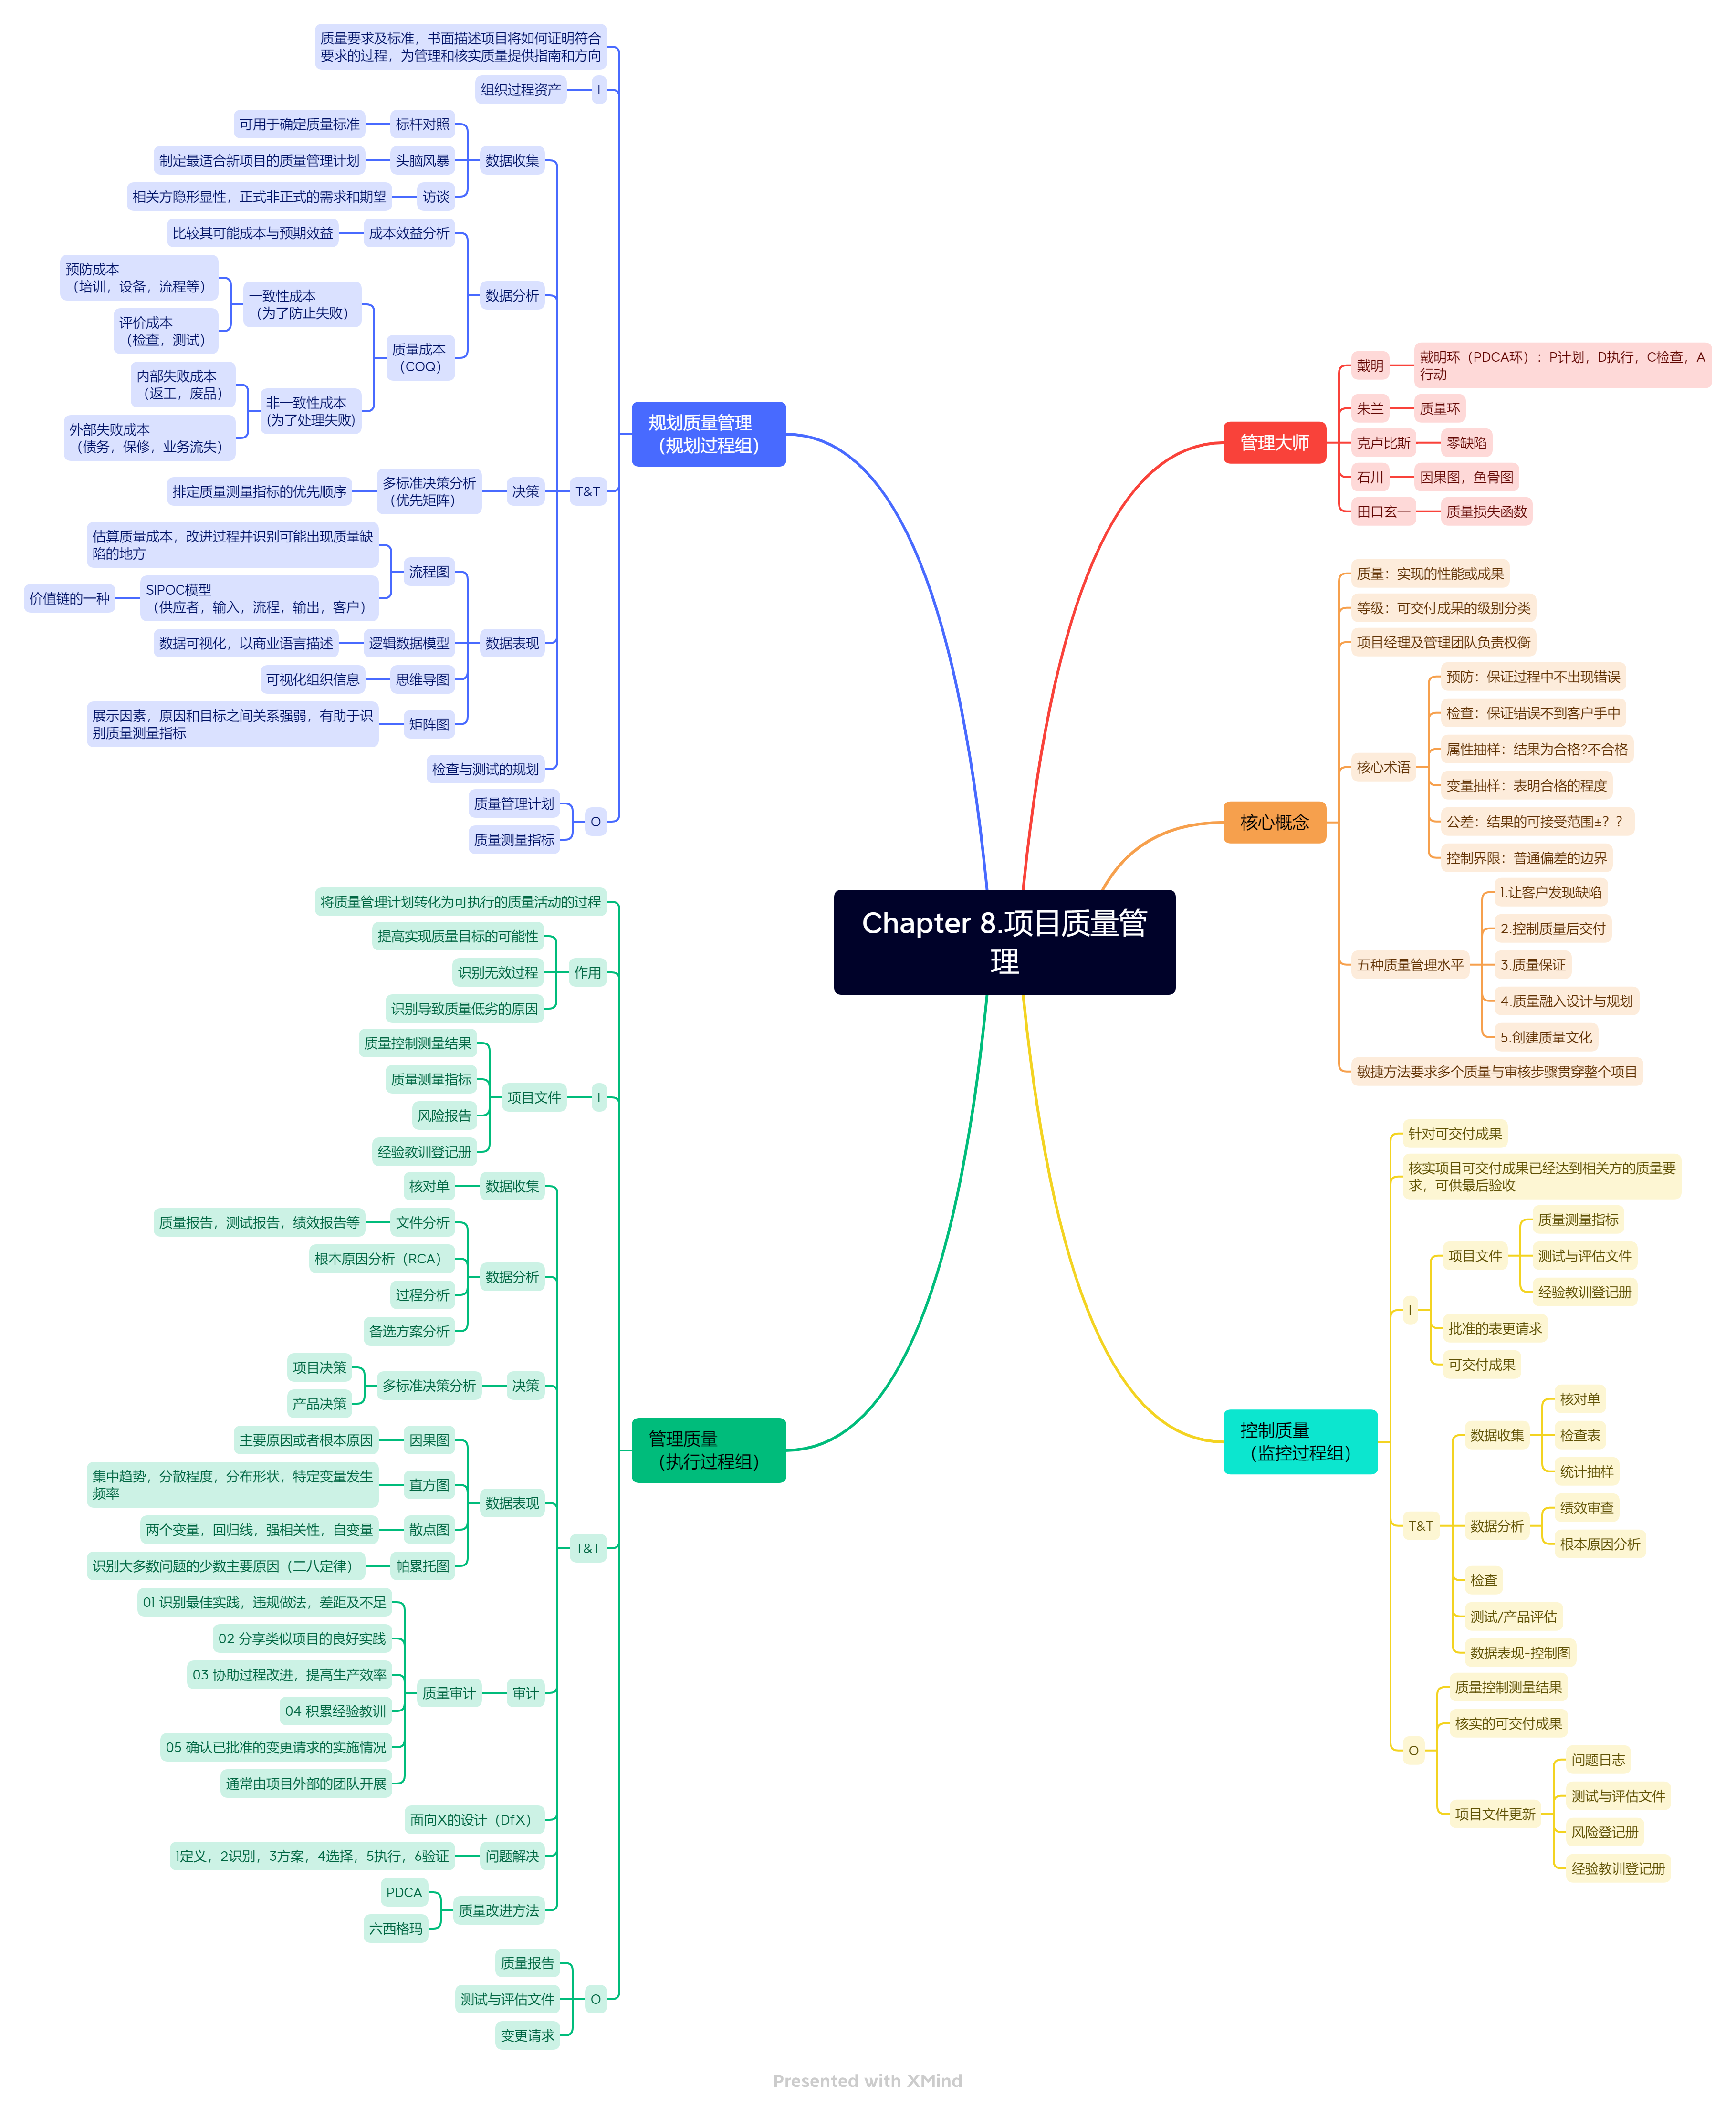 Chapter 8.项目质量管
理
管理大师
戴明
戴明环（PDCA环）：P计划，D执行，C检查，A
行动
朱兰
质量环
克卢比斯
零缺陷
石川
因果图，鱼骨图
田口玄一
质量损失函数
核心概念
质量：实现的性能或成果
等级：可交付成果的级别分类
项目经理及管理团队负责权衡
核心术语
预防：保证过程中不出现错误
检查：保证错误不到客户手中
属性抽样：结果为合格?不合格
变量抽样：表明合格的程度
公差：结果的可接受范围±？？
控制界限：普通偏差的边界
五种质量管理水平
1.让客户发现缺陷
2.控制质量后交付
3.质量保证
4.质量融入设计与规划
5.创建质量文化
敏捷方法要求多个质量与审核步骤贯穿整个项目
控制质量
（监控过程组）
针对可交付成果
核实项目可交付成果已经达到相关方的质量要
求，可供最后验收
I
项目文件
质量测量指标
测试与评估文件
经验教训登记册
批准的表更请求
可交付成果
T&T
数据收集
核对单
检查表
统计抽样
数据分析
绩效审查
根本原因分析
检查
测试/产品评估
数据表现-控制图
O
质量控制测量结果
核实的可交付成果
项目文件更新
问题日志
测试与评估文件
风险登记册
经验教训登记册
规划质量管理
（规划过程组）
质量要求及标准，书面描述项目将如何证明符合
要求的过程，为管理和核实质量提供指南和方向
I
组织过程资产
T&T
数据收集
标杆对照
可用于确定质量标准
头脑风暴
制定最适合新项目的质量管理计划
访谈
相关方隐形显性，正式非正式的需求和期望
数据分析
成本效益分析
比较其可能成本与预期效益
质量成本
（COQ）
一致性成本
（为了防止失败）
预防成本
（培训，设备，流程等）
评价成本
（检查，测试）
非一致性成本
(为了处理失败)
内部失败成本
（返工，废品）
外部失败成本
（债务，保修，业务流失）
决策
多标准决策分析
（优先矩阵）
排定质量测量指标的优先顺序
数据表现
流程图
估算质量成本，改进过程并识别可能出现质量缺
陷的地方
SIPOC模型
（供应者，输入，流程，输出，客户）
价值链的一种
逻辑数据模型
数据可视化，以商业语言描述
思维导图
可视化组织信息
矩阵图
展示因素，原因和目标之间关系强弱，有助于识
别质量测量指标
检查与测试的规划
O
质量管理计划
质量测量指标
管理质量
（执行过程组）
将质量管理计划转化为可执行的质量活动的过程
作用
提高实现质量目标的可能性
识别无效过程
识别导致质量低劣的原因
I
项目文件
质量控制测量结果
质量测量指标
风险报告
经验教训登记册
T&T
数据收集
核对单
数据分析
文件分析
质量报告，测试报告，绩效报告等
根本原因分析（RCA）
过程分析
备选方案分析
决策
多标准决策分析
项目决策
产品决策
数据表现
因果图
主要原因或者根本原因
直方图
集中趋势，分散程度，分布形状，特定变量发生
频率
散点图
两个变量，回归线，强相关性，自变量
帕累托图
识别大多数问题的少数主要原因（二八定律）
审计
质量审计
01 识别最佳实践，违规做法，差距及不足
02 分享类似项目的良好实践
03 协助过程改进，提高生产效率
04 积累经验教训
05 确认已批准的变更请求的实施情况
通常由项目外部的团队开展
面向X的设计（DfX）
问题解决
1定义，2识别，3方案，4选择，5执行，6验证
质量改进方法
PDCA
六西格玛
O
质量报告
测试与评估文件
变更请求
Presented with XMind